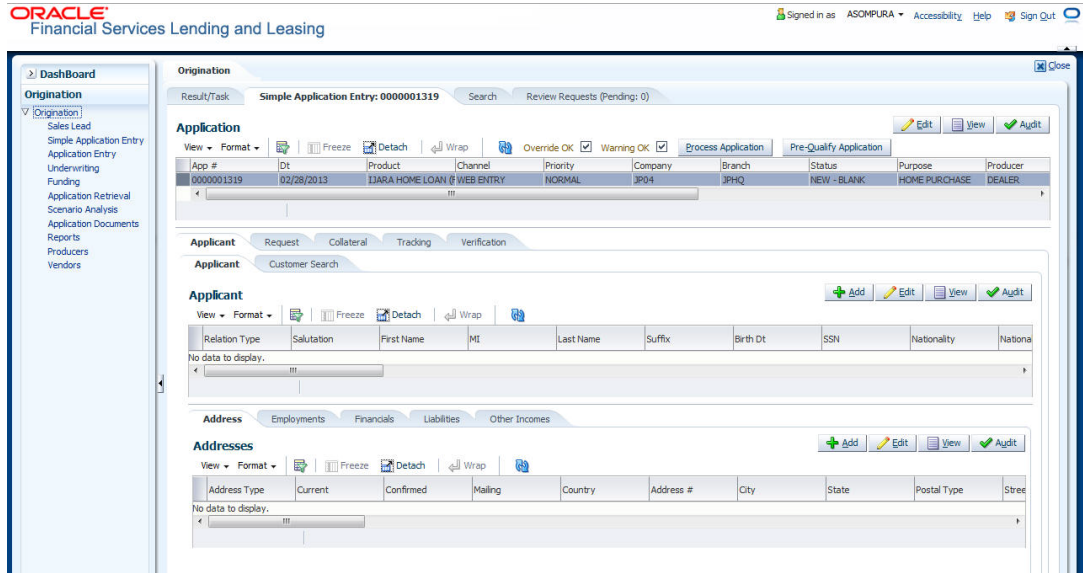 ORACLE
Financial Services Lending and Leasing
Signed in as ASOMPURA Accessibility Help Sign Out
DashBoard
Origination
Origination
Sales Lead
Simple Application Entry
Application Entry
Underwriting
Funding
Application Retrieval
Scenario Analysis
Application Documents
Reports
Producers
Vendors
Origination
Close
Result/Task Simple Application Entry: 0000001319 Search Review Requests (Pending: 0)
Application
Edit View Audit
View Format Freeze Detach Wrap Override OK Warning OK Process Application Pre-Qualify Application
App # Dt Product Channel Priority Company Branch Status Purpose Producer
0000001319 02/28/2013 IJARA HOME LOAN (F WEB ENTRY NORMAL JP04 JPHQ NEW - BLANK HOME PURCHASE DEALER
Applicant Request Collateral Tracking Verification
Applicant Customer Search
Applicant
Add Edit View Audit
View Format Freeze Detach Wrap
Relation Type Salutation First Name MI Last Name Suffix Birth Dt SSN Nationality Nationa
No data to display.
Address Employments Financials Liabilities Other Incomes
Addresses
Add Edit View Audit
View Format Freeze Detach Wrap
Address Type Current Confirmed Mailing Country Address # City State Postal Type Stree
No data to display.